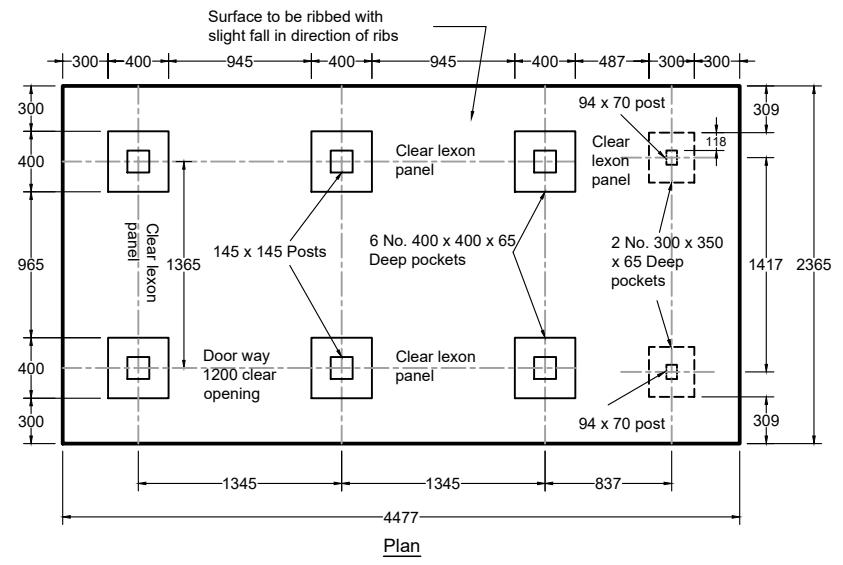 Surface to be ribbed with
slight fall in direction of ribs
300
400
945
400
945
400
487
300
300
300
400
965
400
300
94 x 70 post
309
118
Clear lexon
panel
Clear
lexon
panel
Clear lexon
panel
1365
145 x 145 Posts
6 No. 400 x 400 x 65
Deep pockets
2 No. 300 x 350
x 65 Deep
pockets
1417
2365
Door way
1200 clear
opening
Clear lexon
panel
94 x 70 post
309
1345
1345
837
4477
Plan